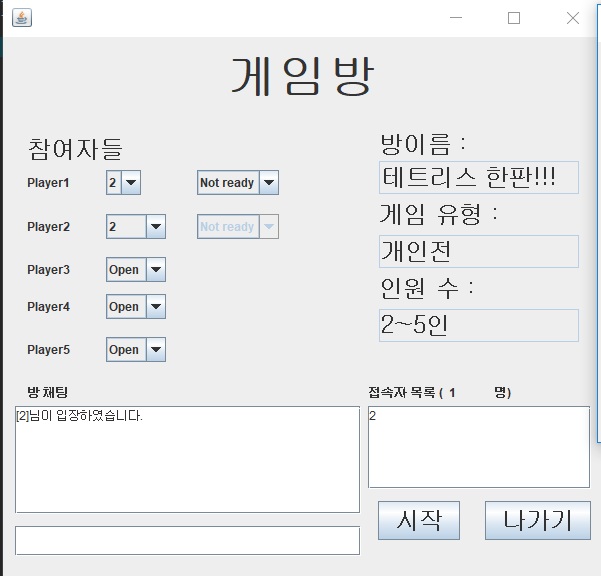 게임방
참여자들
Player1 2 Not ready
Player2 2 Not ready
Player3 Open
Player4 Open
Player5 Open
방이름 :
테트리스 한판!!!
게임 유형 :
개인전
인원 수 :
2~5인
방 채팅
[2]님이 입장하였습니다.
접속자 목록 ( 1 명)
2
시작 나가기